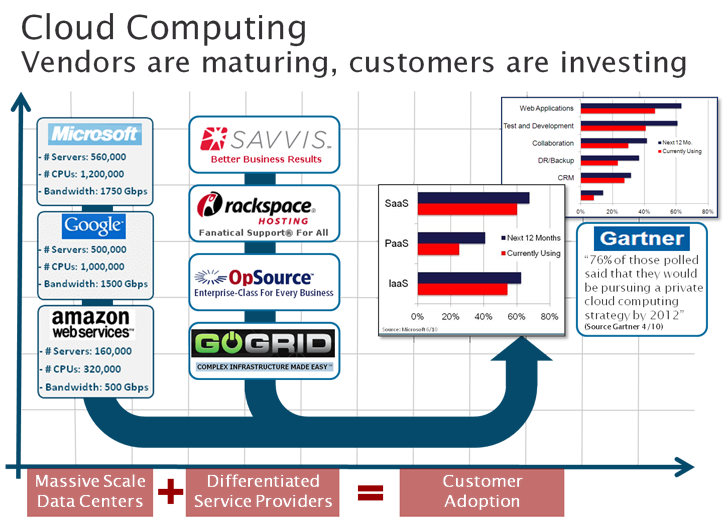 Cloud Computing
Vendors are maturing, customers are investing
Microsoft
- # Servers: 560,000
- # CPUs: 1,200,000
- Bandwidth: 1750 Gbps
Google
- # Servers: 500,000
- # CPUs: 1,000,000
- Bandwidth: 1500 Gbps
amazon
web services™
- # Servers: 160,000
- # CPUs: 320,000
- Bandwidth: 500 Gbps
SAVVIS.
Better Business Results
rackspace®
HOSTING
Fanatical Support® For All
OpSource™
Enterprise-Class For Every Business
GOGRID
COMPLEX INFRASTRUCTURE MADE EASY™
SaaS
PaaS
IaaS
Next 12 Months
Currently Using
0% 20% 40% 60% 80%
Source: Microsoft 6/10
Web Applications
Test and Development
Collaboration
DR/Backup
CRM
Next 12 Mo.
Currently Using
0% 20% 40% 60% 80%
Gartner
“76% of those polled
said that they would
be pursuing a private
cloud computing
strategy by 2012”
(Source Gartner 4/10)
Massive Scale
Data Centers
+
Differentiated
Service Providers
=
Customer
Adoption